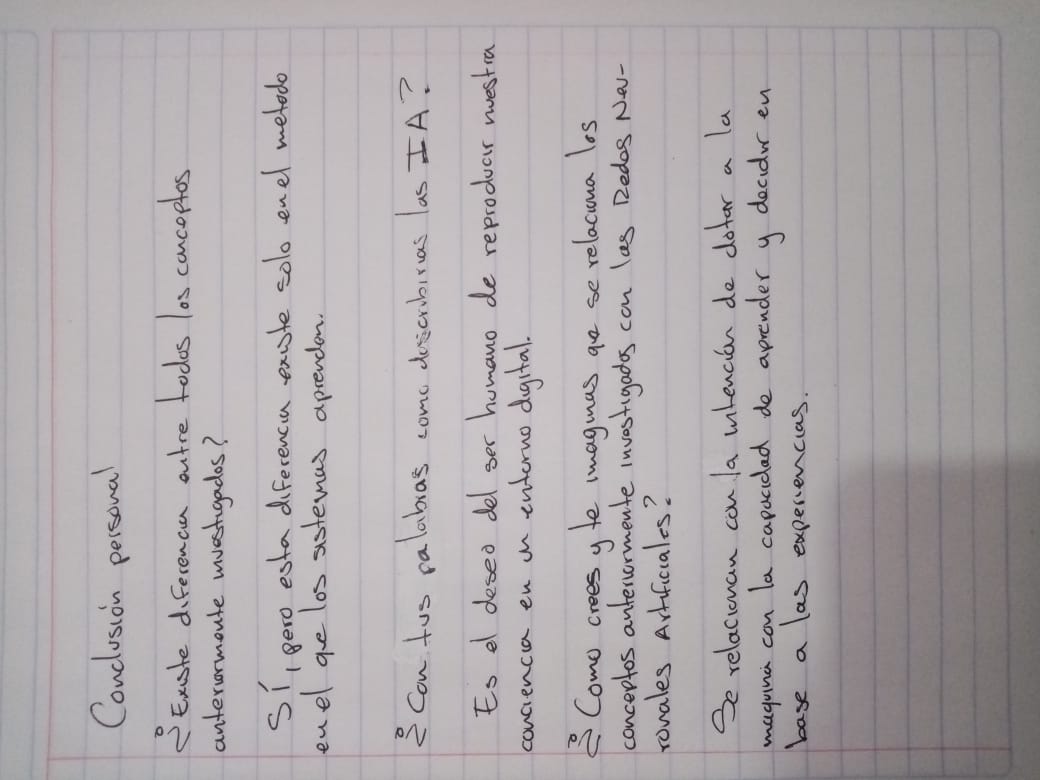 Conclusión personal
¿Existe diferencia entre todos los conceptos
anteriormente investigados?
Sí, pero esta diferencia existe solo en el metodo
en el que los sistemas aprenden.
¿Con tus palabras como describirias las IA?
Es el deseo del ser humano de reproducir nuestra
conciencia en un entorno digital.
¿Como crees y te imaginas que se relaciona los
conceptos anteriormente investigados con las Redes Neu-
ronales Artificiales?
Se relacionan con la intención de dotar a la
maquina con la capacidad de aprender y decidir en
base a las experiencias.